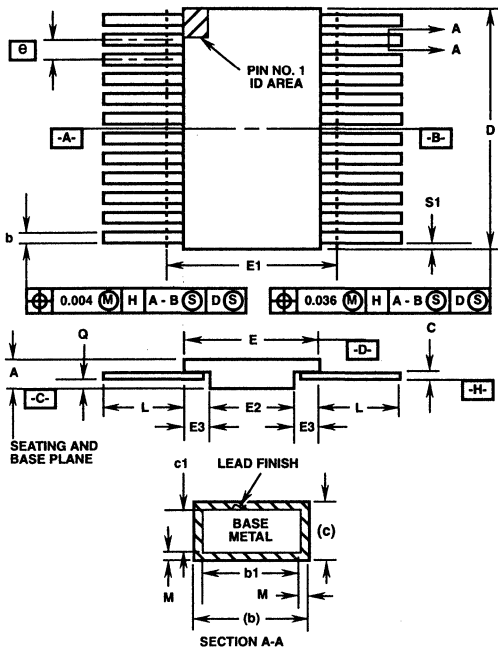 A
e
A
PIN NO. 1
ID AREA
D
-A-
-B-
S1
b
E1
0.004 M H A - B S D S
0.036 M H A - B S D S
Q
E
C
-D-
A
-C-
-H-
L
E2
L
E3
E3
SEATING AND
BASE PLANE
c1
LEAD FINISH
BASE
METAL
(c)
b1
M
M
(b)
SECTION A-A